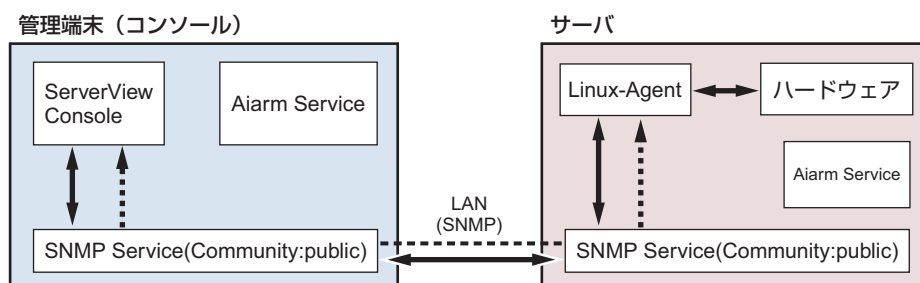 管理端末（コンソール）
ServerView
Console
Aiarm Service
SNMP Service(Community:public)
LAN
(SNMP)
サーバ
Linux-Agent
ハードウェア
Aiarm Service
SNMP Service(Community:public)